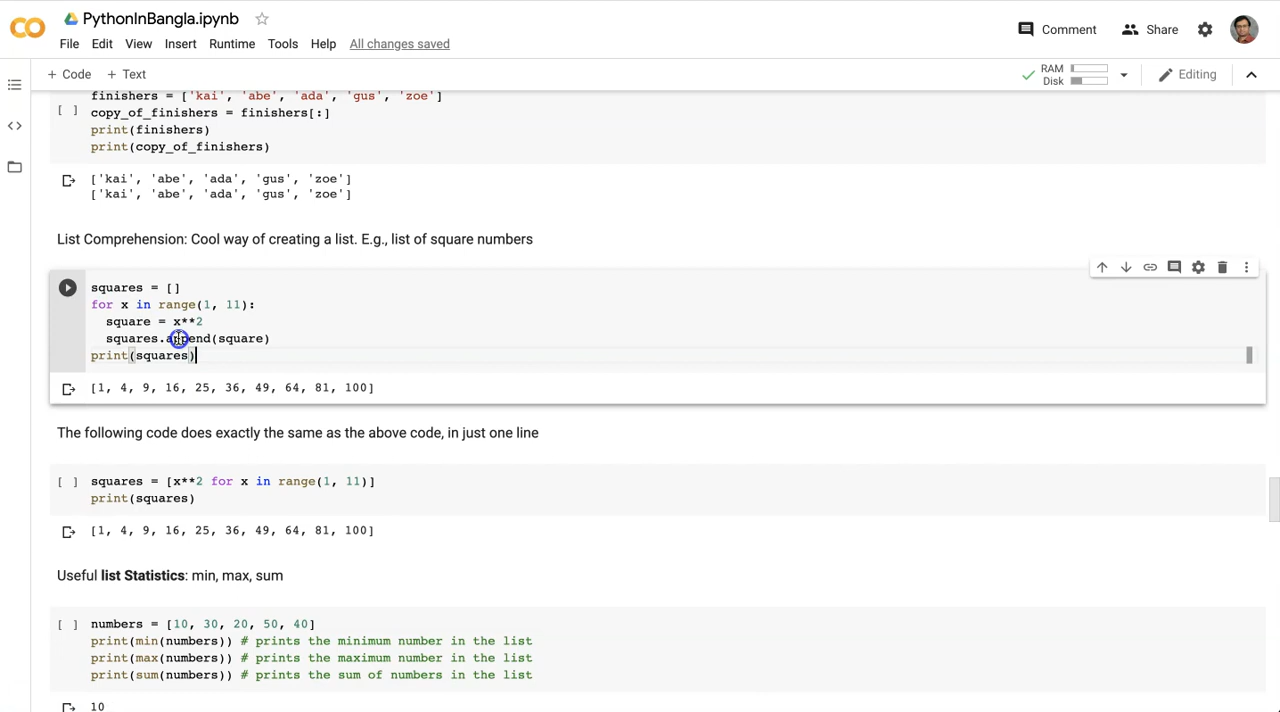 PythonInBangla.ipynb
Comment
Share
File Edit View Insert Runtime Tools Help All changes saved
+ Code + Text
RAM
Disk
Editing
finishers = ['kai', 'abe', 'ada', 'gus', 'zoe']
[ ] copy_of_finishers = finishers[:]
print(finishers)
print(copy_of_finishers)
['kai', 'abe', 'ada', 'gus', 'zoe']
['kai', 'abe', 'ada', 'gus', 'zoe']
List Comprehension: Cool way of creating a list. E.g., list of square numbers
squares = []
for x in range(1, 11):
square = x**2
squares.append(square)
print(squares)
[1, 4, 9, 16, 25, 36, 49, 64, 81, 100]
The following code does exactly the same as the above code, in just one line
[ ] squares = [x**2 for x in range(1, 11)]
print(squares)
[1, 4, 9, 16, 25, 36, 49, 64, 81, 100]
Useful list Statistics: min, max, sum
[ ] numbers = [10, 30, 20, 50, 40]
print(min(numbers)) # prints the minimum number in the list
print(max(numbers)) # prints the maximum number in the list
print(sum(numbers)) # prints the sum of numbers in the list
10